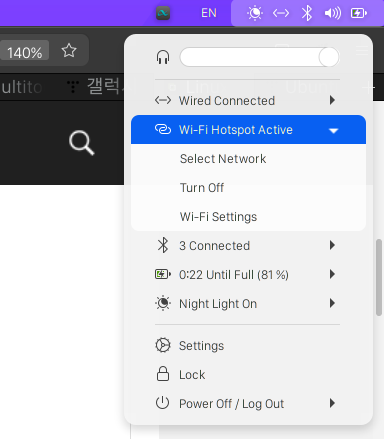 EN
140%
ultito
갤럭
Wired Connected
Wi-Fi Hotspot Active
Select Network
Turn Off
Wi-Fi Settings
3 Connected
0:22 Until Full (81 %)
Night Light On
Settings
Lock
Power Off / Log Out